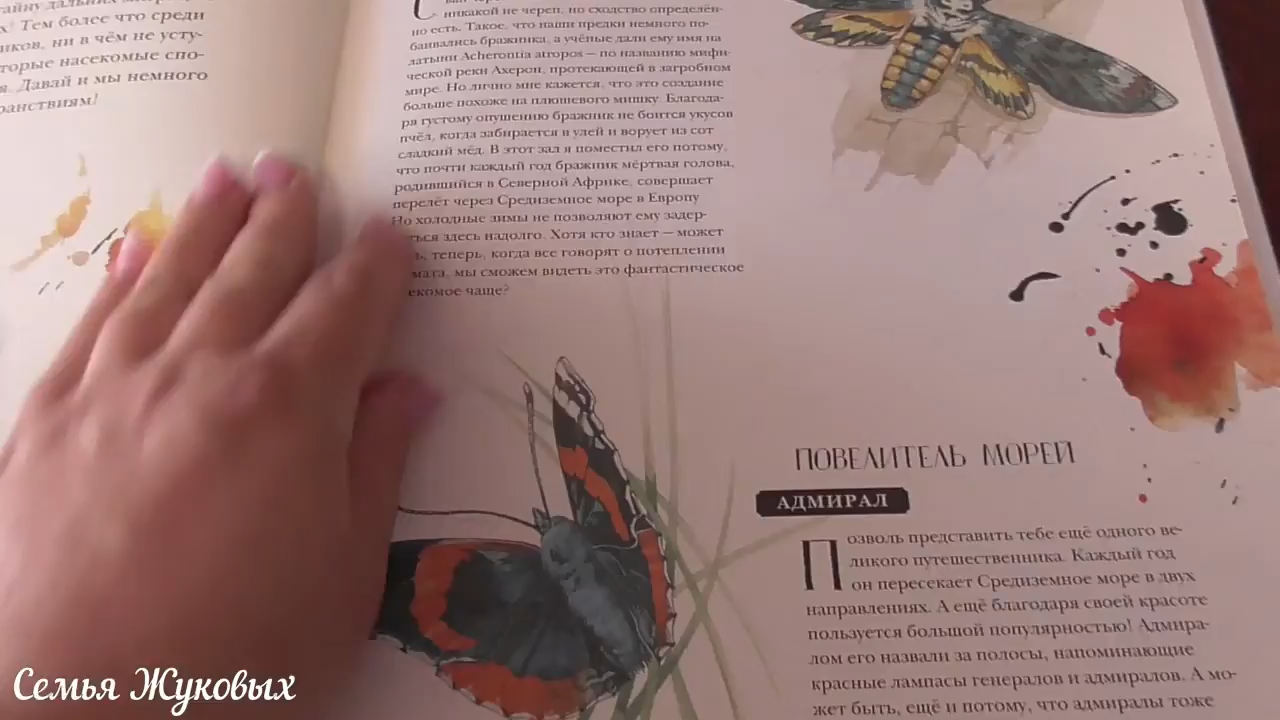 тайну дальних
х! Тем более что среди
иков, ни в чём не усту-
торые насекомые спо-
я. Давай и мы немного
ранствиям!
никакой не череп, но сходство определён-
но есть. Такое, что наши предки немного по-
баивались бражника, а учёные дали ему имя на
латыни Acherontia atropos — по названию мифи-
ческой реки Ахерон, протекающей в загробном
мире. Но лично мне кажется, что это создание
больше похоже на плюшевого мишку. Благода-
ря густому опушению бражник не боится укусов
пчёл, когда забирается в улей и ворует из сот
сладкий мёд. В этот зал я поместил его потому,
что почти каждый год бражник мёртвая голова,
родившийся в Северной Африке, совершает
перелёт через Средиземное море в Европу
Но холодные зимы не позволяют ему задер-
ться здесь надолго. Хотя кто знает — может
ь, теперь, когда все говорят о потеплении
мата, мы сможем видеть это фантастическое
екомое чаще?
ПОВЕЛИТЕЛЬ МОРЕЙ
АДМИРАЛ
Позволь представить тебе ещё одного ве-
ликого путешественника. Каждый год
он пересекает Средиземное море в двух
направлениях. А ещё благодаря своей красоте
пользуется большой популярностью! Адмира-
лом его назвали за полосы, напоминающие
красные лампасы генералов и адмиралов. А мо-
жет быть, ещё и потому, что адмиралы тоже
Семья Жуковых